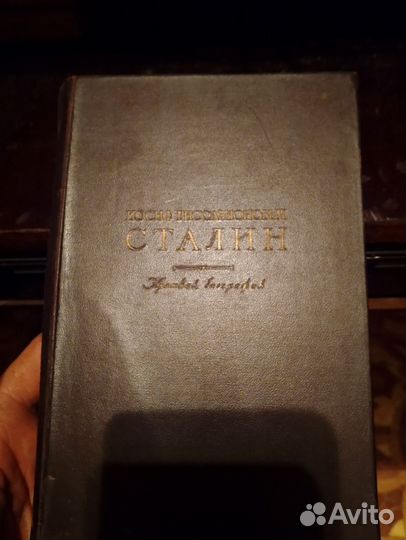 ИОСИФ ВИССАРИОНОВИЧ
СТАЛИН
Краткая биография
Avito